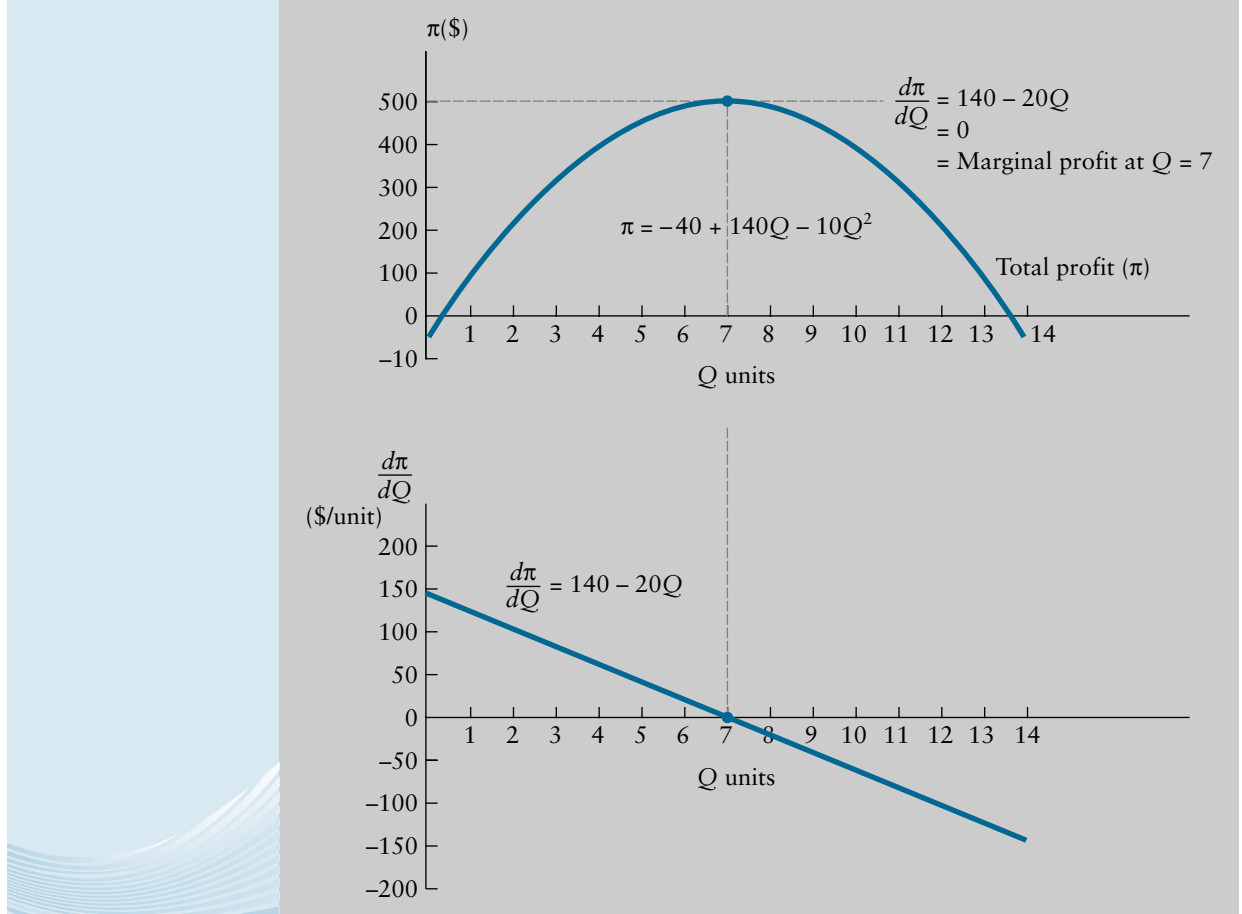 π($)
500
400
300
200
100
0
–10
dπ/dQ = 140 – 20Q
= 0
= Marginal profit at Q = 7
π = –40 + 140Q – 10Q²
Total profit (π)
1 2 3 4 5 6 7 8 9 10 11 12 13 14
Q units
dπ/dQ
($/unit)
200
150
100
50
0
–50
–100
–150
–200
dπ/dQ = 140 – 20Q
1 2 3 4 5 6 7 8 9 10 11 12 13 14
Q units